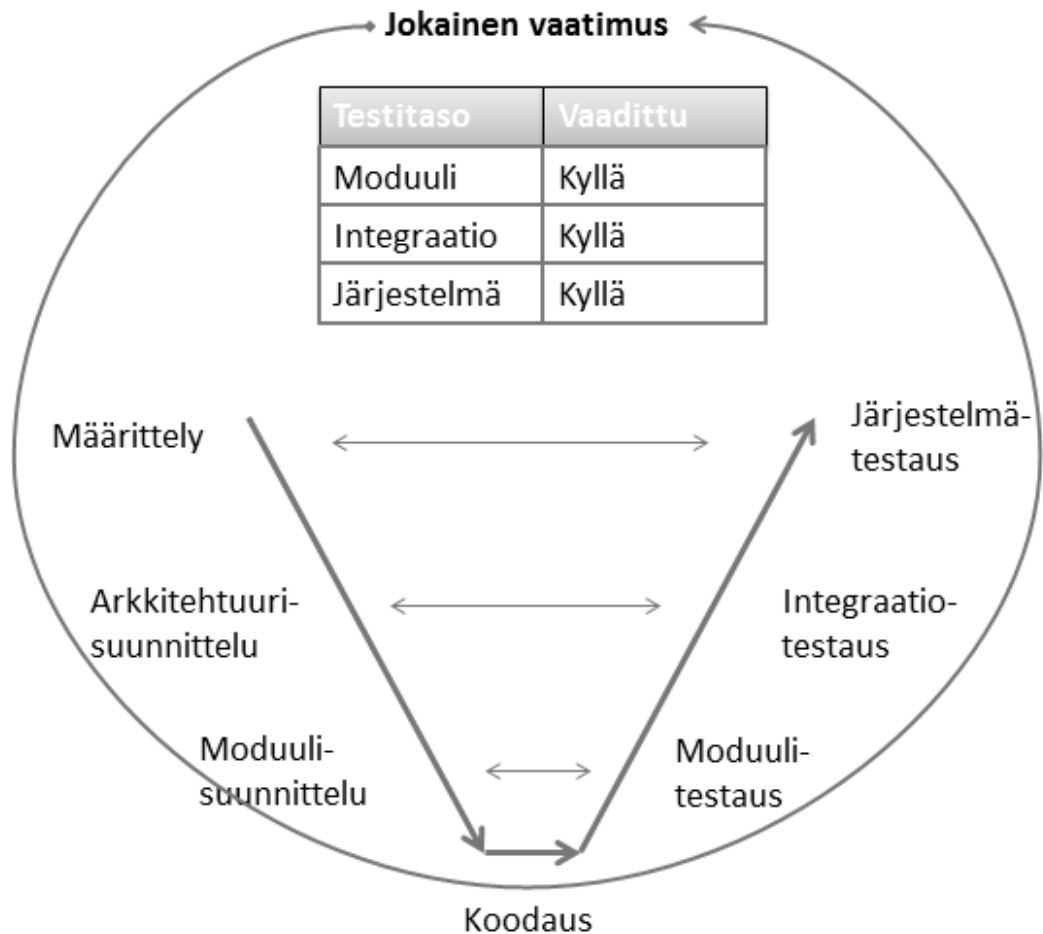 Jokainen vaatimus
Testitaso Vaadittu
Moduuli Kyllä
Integraatio Kyllä
Järjestelmä Kyllä
Määrittely
Järjestelmä-
testaus
Arkkitehtuuri-
suunnittelu
Integraatio-
testaus
Moduuli-
suunnittelu
Moduuli-
testaus
Koodaus